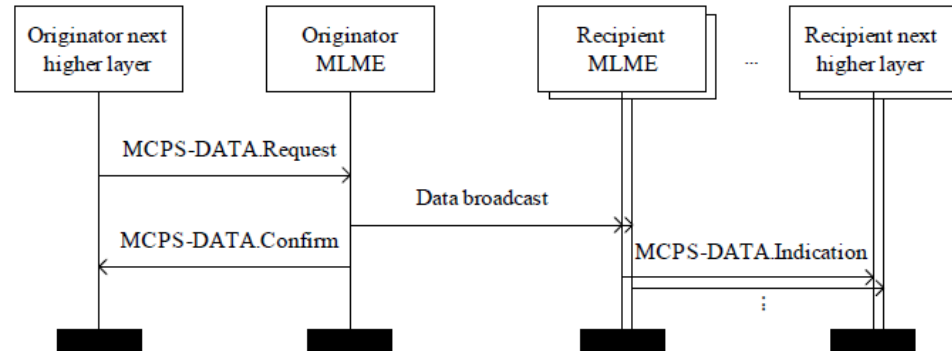 Originator next
higher layer
Originator
MLME
Recipient
MLME
...
Recipient next
higher layer
MCPS-DATA.Request
Data broadcast
MCPS-DATA.Confirm
MCPS-DATA.Indication
⋮